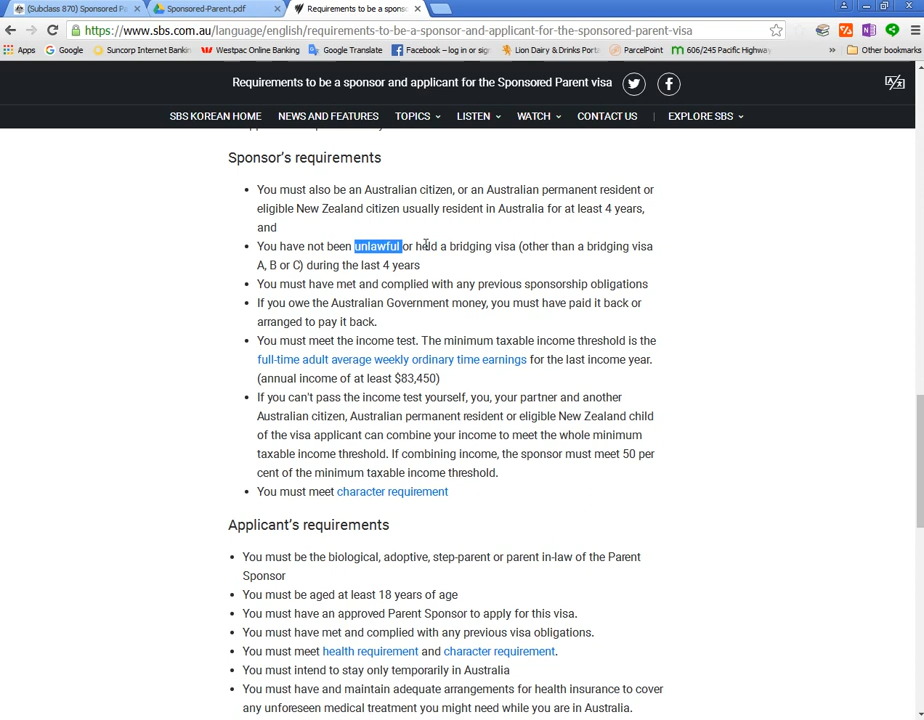 (Subclass 870) Sponsored P
Sponsored-Parent.pdf
Requirements to be a spons
https://www.sbs.com.au/language/english/requirements-to-be-a-sponsor-and-applicant-for-the-sponsored-parent-visa
Apps
Google
Suncorp Internet Bankin
Westpac Online Banking
Google Translate
Facebook – log in or sign
Lion Dairy & Drinks Porta
ParcelPoint
606/245 Pacific Highway
»
Other bookmarks
Requirements to be a sponsor and applicant for the Sponsored Parent visa
SBS KOREAN HOME
NEWS AND FEATURES
TOPICS
LISTEN
WATCH
CONTACT US
EXPLORE SBS
Sponsor's requirements
• You must also be an Australian citizen, or an Australian permanent resident or
eligible New Zealand citizen usually resident in Australia for at least 4 years,
and
• You have not been unlawful or held a bridging visa (other than a bridging visa
A, B or C) during the last 4 years
• You must have met and complied with any previous sponsorship obligations
• If you owe the Australian Government money, you must have paid it back or
arranged to pay it back.
• You must meet the income test. The minimum taxable income threshold is the
full-time adult average weekly ordinary time earnings for the last income year.
(annual income of at least $83,450)
• If you can't pass the income test yourself, you, your partner and another
Australian citizen, Australian permanent resident or eligible New Zealand child
of the visa applicant can combine your income to meet the whole minimum
taxable income threshold. If combining income, the sponsor must meet 50 per
cent of the minimum taxable income threshold.
• You must meet character requirement
Applicant's requirements
• You must be the biological, adoptive, step-parent or parent in-law of the Parent
Sponsor
• You must be aged at least 18 years of age
• You must have an approved Parent Sponsor to apply for this visa.
• You must have met and complied with any previous visa obligations.
• You must meet health requirement and character requirement.
• You must intend to stay only temporarily in Australia
• You must have and maintain adequate arrangements for health insurance to cover
any unforeseen medical treatment you might need while you are in Australia.